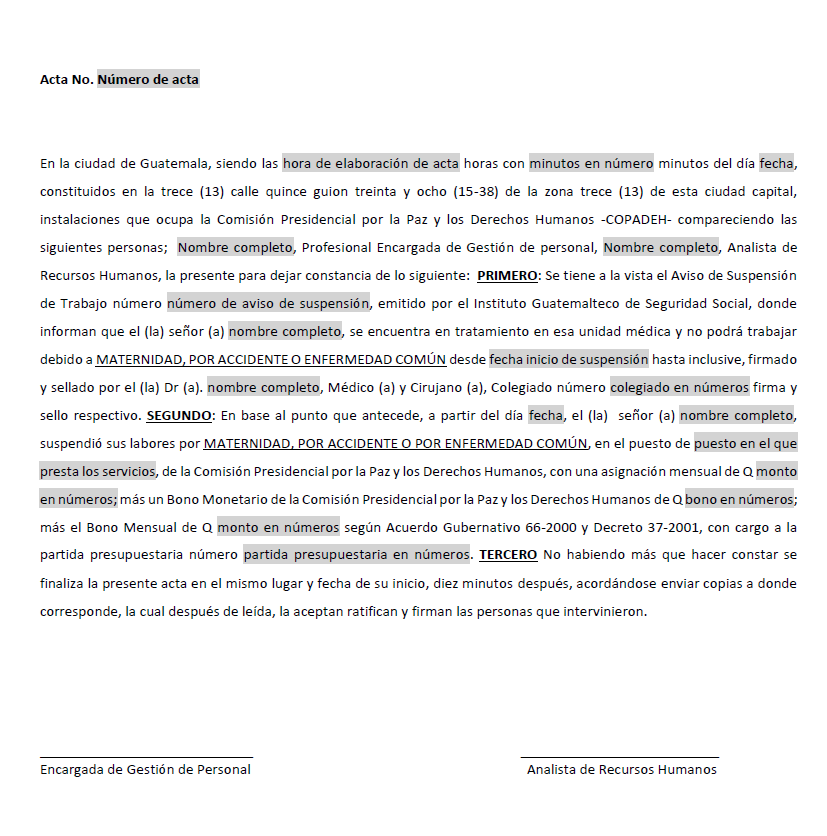 Acta No. Número de acta
En la ciudad de Guatemala, siendo las hora de elaboración de acta horas con minutos en número minutos del día fecha,
constituidos en la trece (13) calle quince guion treinta y ocho (15-38) de la zona trece (13) de esta ciudad capital,
instalaciones que ocupa la Comisión Presidencial por la Paz y los Derechos Humanos -COPADEH- compareciendo las
siguientes personas; Nombre completo, Profesional Encargada de Gestión de personal, Nombre completo, Analista de
Recursos Humanos, la presente para dejar constancia de lo siguiente: PRIMERO: Se tiene a la vista el Aviso de Suspensión
de Trabajo número número de aviso de suspensión, emitido por el Instituto Guatemalteco de Seguridad Social, donde
informan que el (la) señor (a) nombre completo, se encuentra en tratamiento en esa unidad médica y no podrá trabajar
debido a MATERNIDAD, POR ACCIDENTE O ENFERMEDAD COMÚN desde fecha inicio de suspensión hasta inclusive, firmado
y sellado por el (la) Dr (a). nombre completo, Médico (a) y Cirujano (a), Colegiado número colegiado en números firma y
sello respectivo. SEGUNDO: En base al punto que antecede, a partir del día fecha, el (la) señor (a) nombre completo,
suspendió sus labores por MATERNIDAD, POR ACCIDENTE O POR ENFERMEDAD COMÚN, en el puesto de puesto en el que
presta los servicios, de la Comisión Presidencial por la Paz y los Derechos Humanos, con una asignación mensual de Q monto
en números; más un Bono Monetario de la Comisión Presidencial por la Paz y los Derechos Humanos de Q bono en números;
más el Bono Mensual de Q monto en números según Acuerdo Gubernativo 66-2000 y Decreto 37-2001, con cargo a la
partida presupuestaria número partida presupuestaria en números. TERCERO No habiendo más que hacer constar se
finaliza la presente acta en el mismo lugar y fecha de su inicio, diez minutos después, acordándose enviar copias a donde
corresponde, la cual después de leída, la aceptan ratifican y firman las personas que intervinieron.
Encargada de Gestión de Personal
Analista de Recursos Humanos